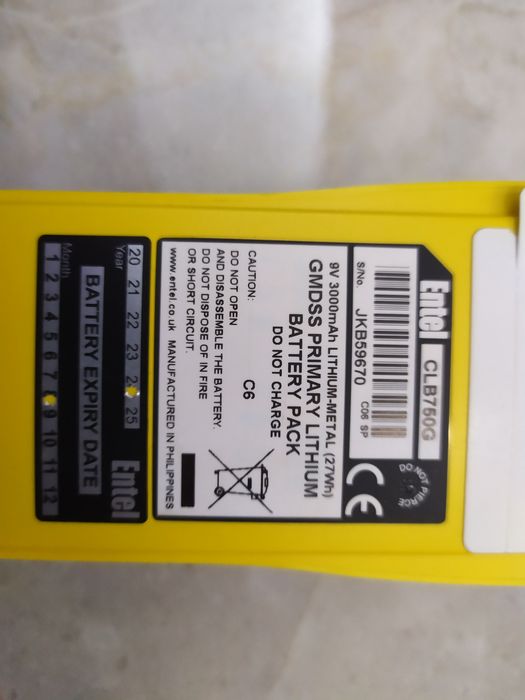 Entel CLB750G
DO NOT PIERCE
S/No. JKB59670 C06 SP
9V 3000mAh LITHIUM-METAL (27Wh)
GMDSS PRIMARY LITHIUM
BATTERY PACK
DO NOT CHARGE
C6
CAUTION:
DO NOT OPEN
AND DISASSEMBLE THE BATTERY.
DO NOT DISPOSE OF IN FIRE
OR SHORT CIRCUIT.
www.entel.co.uk MANUFACTURED IN PHILIPPINES
20 21 22 23 25
Year
Entel
BATTERY EXPIRY DATE
Month
1 2 3 4 5 6 7 9 10 11 12